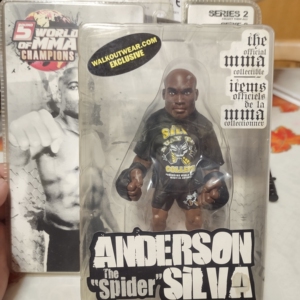 5 WORLD
OF MMA
CHAMPIONS
SERIES 2
WALKOUTWEAR.COM
EXCLUSIVE
the
official
mma
collectible
items
officiels
de la
mma
collectionner
ANDERSON
The "Spider" SILVA